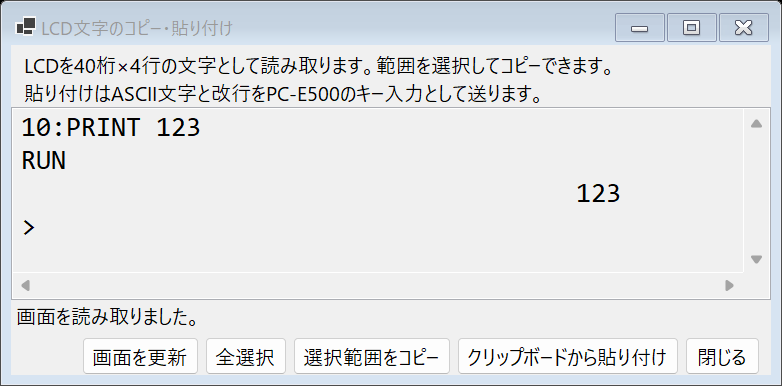 LCD文字のコピー・貼り付け
LCDを40桁×4行の文字として読み取ります。範囲を選択してコピーできます。
貼り付けはASCII文字と改行をPC-E500のキー入力として送ります。
10:PRINT 123
RUN
123
>
画面を読み取りました。
画面を更新 全選択 選択範囲をコピー クリップボードから貼り付け 閉じる